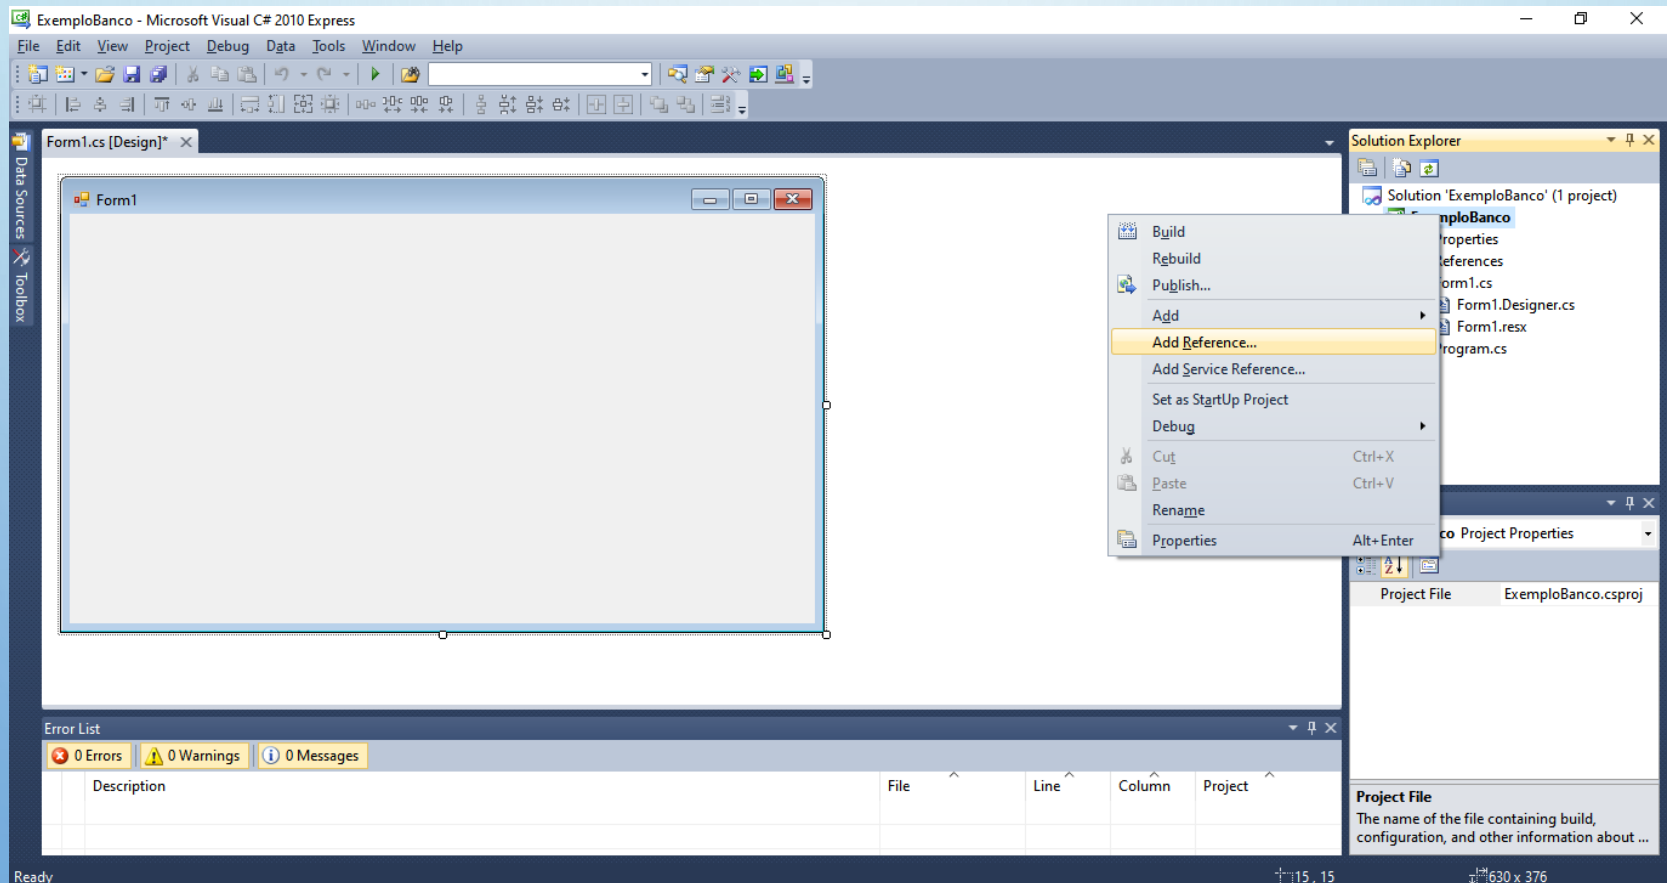 ExemploBanco - Microsoft Visual C# 2010 Express
File Edit View Project Debug Data Tools Window Help
Form1.cs [Design]*
Data Sources
Toolbox
Form1
Solution Explorer
Solution 'ExemploBanco' (1 project)
mploBanco
roperties
eferences
orm1.cs
Form1.Designer.cs
Form1.resx
rogram.cs
Build
Rebuild
Publish...
Add
Add Reference...
Add Service Reference...
Set as StartUp Project
Debug
Cut Ctrl+X
Paste Ctrl+V
Rename
Properties Alt+Enter
co Project Properties
Project File ExemploBanco.csproj
Project File
The name of the file containing build,
configuration, and other information about ...
Error List
0 Errors 0 Warnings 0 Messages
Description File Line Column Project
Ready 15 , 15 630 x 376